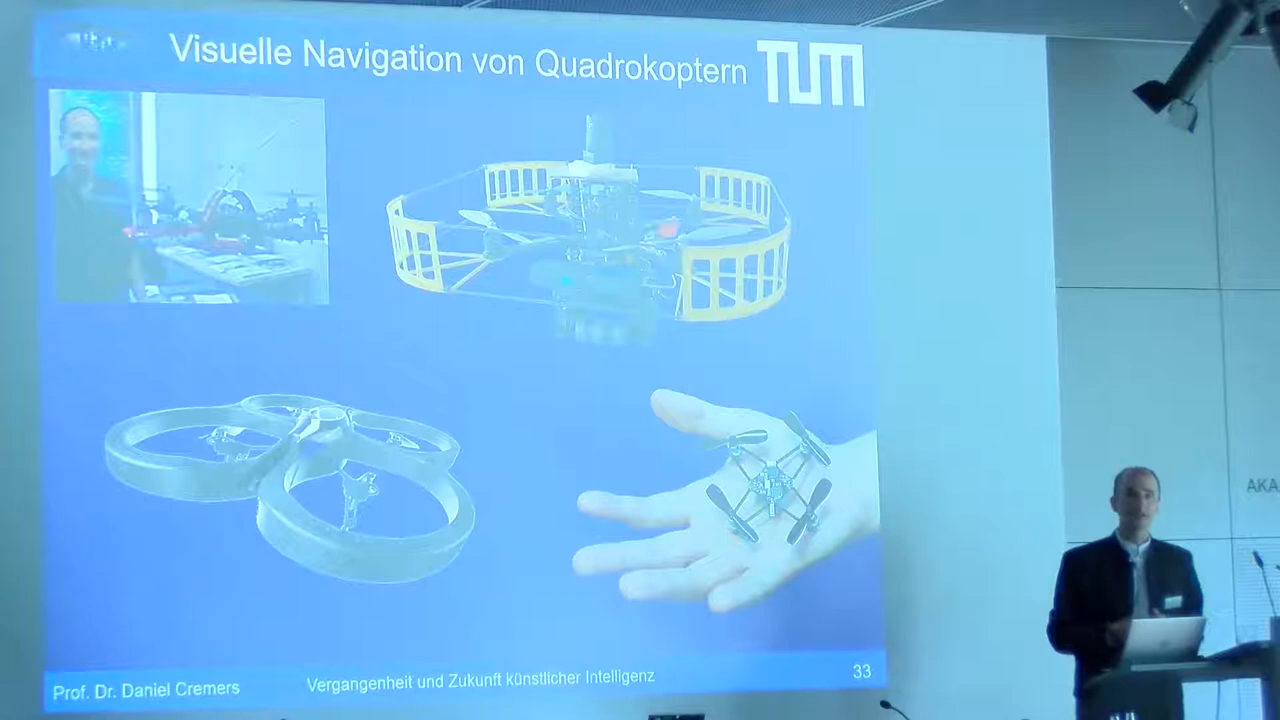 Visuelle Navigation von Quadrokoptern
TUM
Prof. Dr. Daniel Cremers
Vergangenheit und Zukunft künstlicher Intelligenz
33
AKA